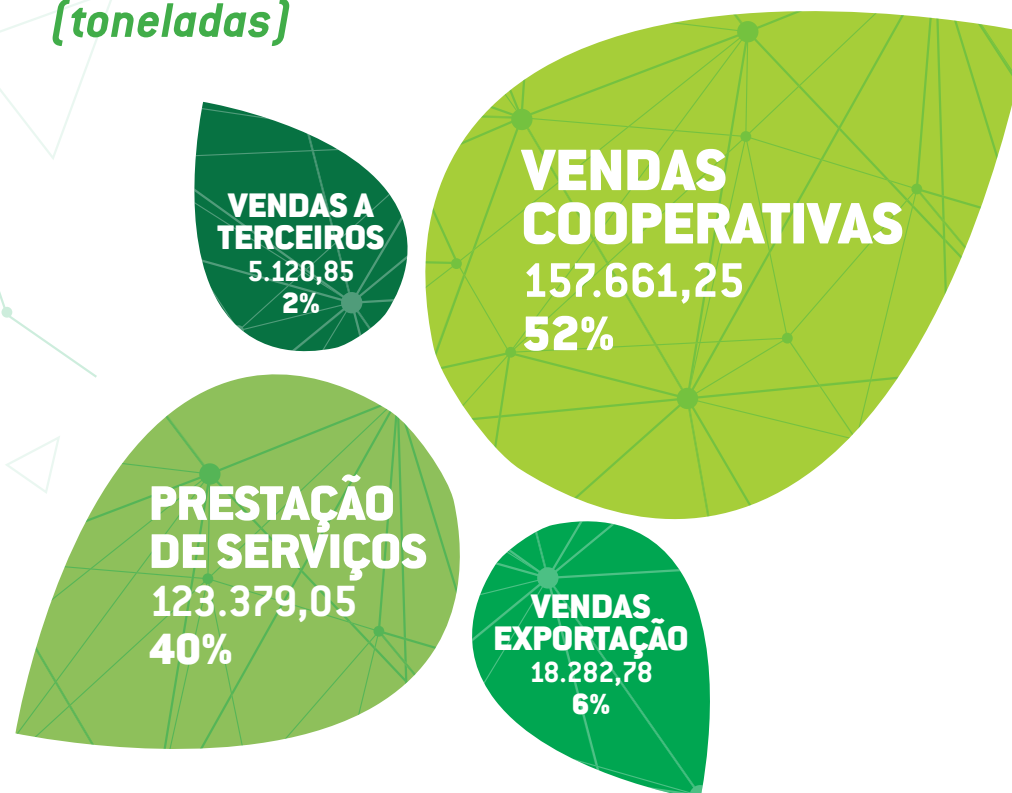 (toneladas)
VENDAS A
TERCEIROS
5.120,85
2%
VENDAS
COOPERATIVAS
157.661,25
52%
PRESTAÇÃO
DE SERVIÇOS
123.379,05
40%
VENDAS
EXPORTAÇÃO
18.282,78
6%